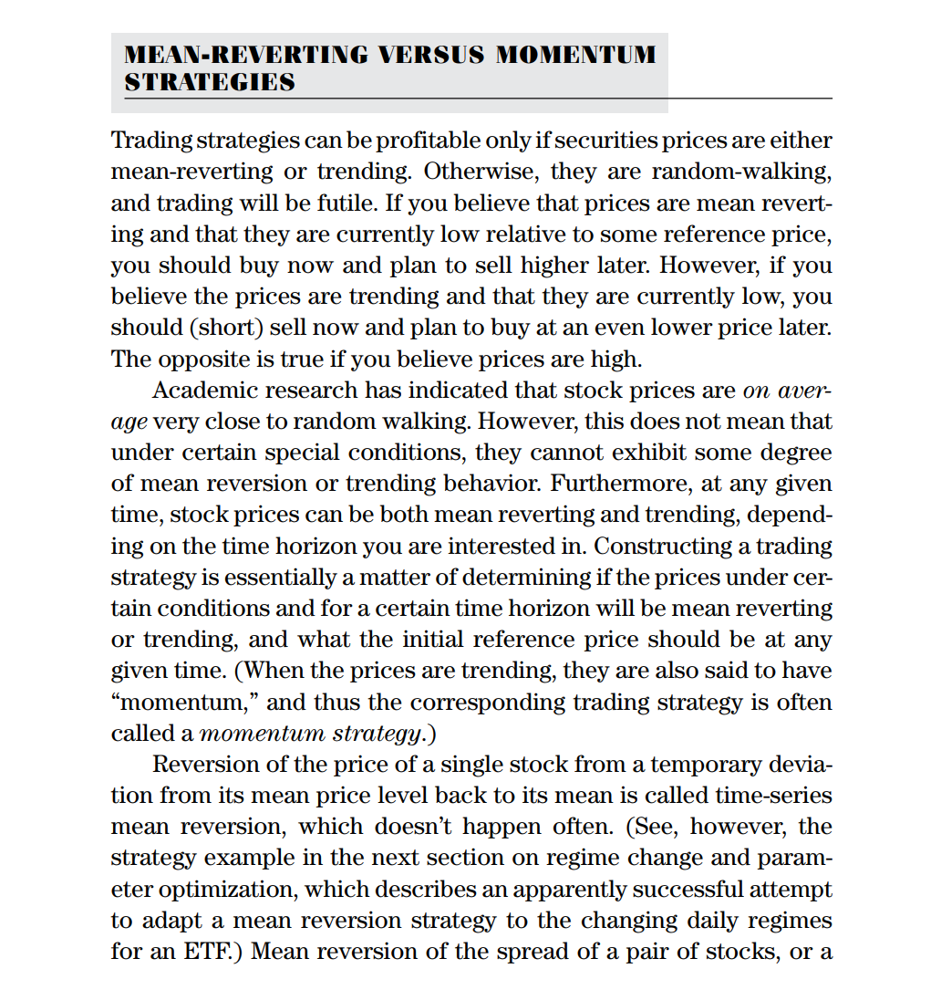 MEAN-REVERTING VERSUS MOMENTUM
STRATEGIES
Trading strategies can be profitable only if securities prices are either
mean-reverting or trending. Otherwise, they are random-walking,
and trading will be futile. If you believe that prices are mean revert-
ing and that they are currently low relative to some reference price,
you should buy now and plan to sell higher later. However, if you
believe the prices are trending and that they are currently low, you
should (short) sell now and plan to buy at an even lower price later.
The opposite is true if you believe prices are high.
Academic research has indicated that stock prices are on aver-
age very close to random walking. However, this does not mean that
under certain special conditions, they cannot exhibit some degree
of mean reversion or trending behavior. Furthermore, at any given
time, stock prices can be both mean reverting and trending, depend-
ing on the time horizon you are interested in. Constructing a trading
strategy is essentially a matter of determining if the prices under cer-
tain conditions and for a certain time horizon will be mean reverting
or trending, and what the initial reference price should be at any
given time. (When the prices are trending, they are also said to have
“momentum,” and thus the corresponding trading strategy is often
called a momentum strategy.)
Reversion of the price of a single stock from a temporary devia-
tion from its mean price level back to its mean is called time-series
mean reversion, which doesn’t happen often. (See, however, the
strategy example in the next section on regime change and param-
eter optimization, which describes an apparently successful attempt
to adapt a mean reversion strategy to the changing daily regimes
for an ETF.) Mean reversion of the spread of a pair of stocks, or a